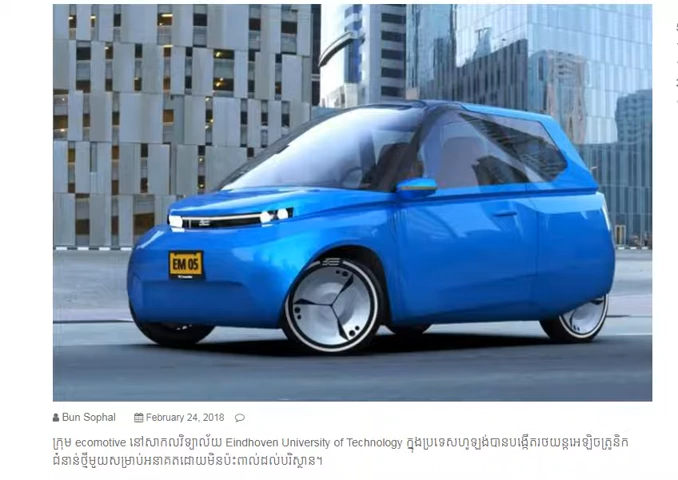 EM 05
Bun Sophal February 24, 2018
ក្រុម ecomotive នៅសាកលវិទ្យាល័យ Eindhoven University of Technology ក្នុងប្រទេសហូឡង់បានបង្កើតរថយន្តអេឡិចត្រូនិក
ជំនាន់ថ្មីមួយសម្រាប់អនាគតដោយមិនប៉ះពាល់ដល់បរិស្ថាន។